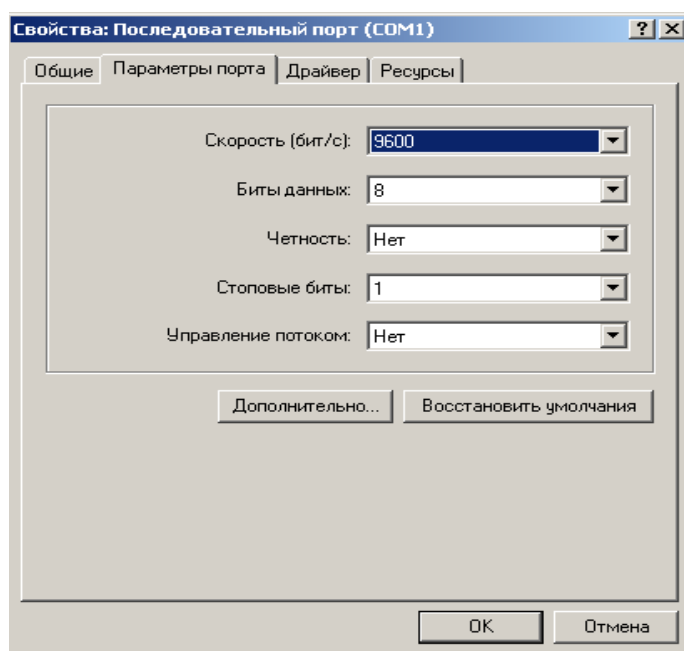 Свойства: Последовательный порт (COM1)
Общие Параметры порта Драйвер Ресурсы
Скорость (бит/с): 9600
Биты данных: 8
Четность: Нет
Стоповые биты: 1
Управление потоком: Нет
Дополнительно... Восстановить умолчания
OK Отмена